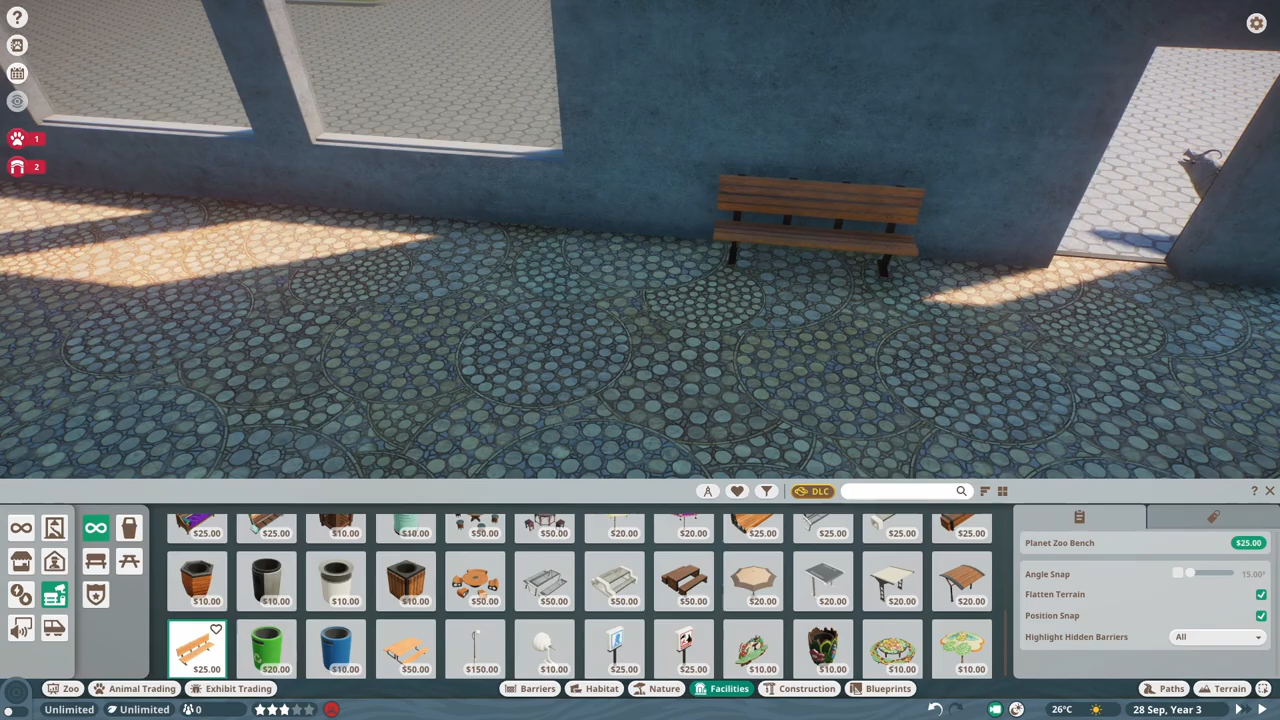 ?
1
2
DLC
? ×
$25.00 $25.00 $10.00 $10.00 $50.00 $50.00 $20.00 $20.00 $25.00 $25.00 $25.00 $25.00
$10.00 $10.00 $10.00 $10.00 $50.00 $50.00 $50.00 $50.00 $20.00 $20.00 $20.00 $20.00
$25.00 $20.00 $10.00 $50.00 $150.00 $10.00 $25.00 $25.00 $10.00 $10.00 $10.00 $10.00
Planet Zoo Bench $25.00
Angle Snap 15.00°
Flatten Terrain
Position Snap
Highlight Hidden Barriers All
Zoo Animal Trading Exhibit Trading Barriers Habitat Nature Facilities Construction Blueprints Paths Terrain
Unlimited Unlimited 0 26°C 28 Sep, Year 3